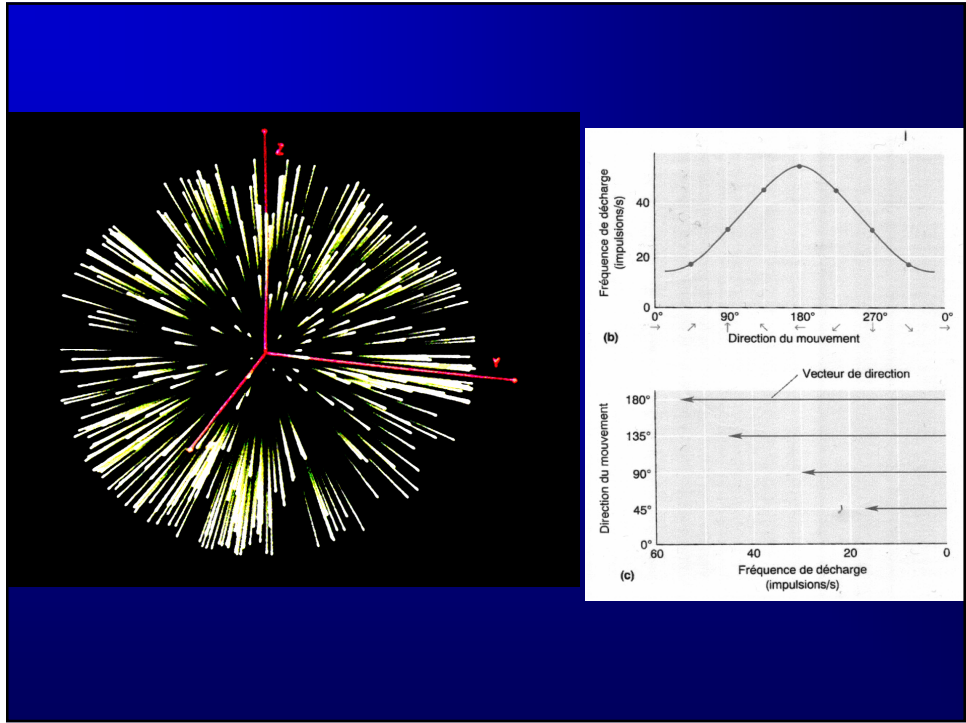 Z
Y
Fréquence de décharge
(impulsions/s)
40
20
0
0° 90° 180° 270° 0°
→ ↗ ↑ ↖ ← ↙ ↓ ↘ →
(b)
Direction du mouvement
Vecteur de direction
Direction du mouvement
180°
135°
90°
45°
0°
60 40 20 0
Fréquence de décharge
(c)
(impulsions/s)